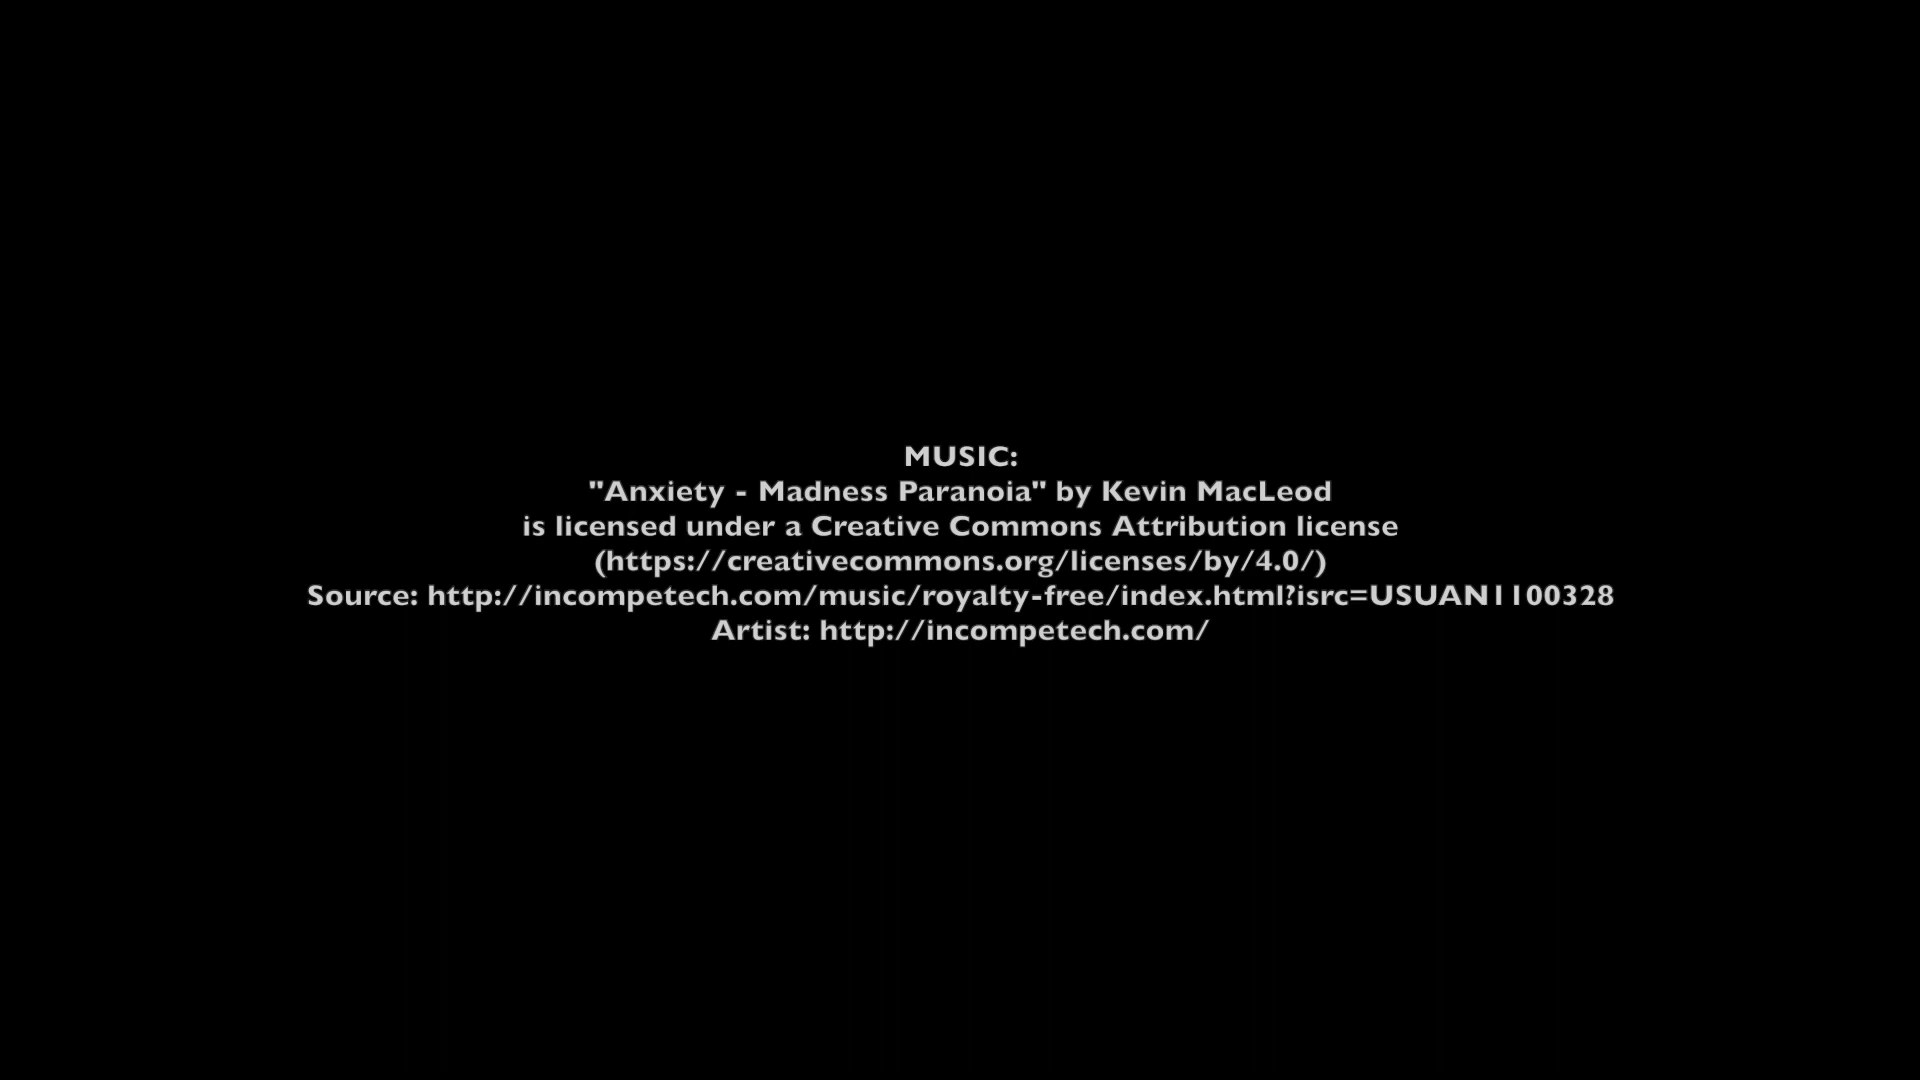 MUSIC:
"Anxiety - Madness Paranoia" by Kevin MacLeod
is licensed under a Creative Commons Attribution license
(https://creativecommons.org/licenses/by/4.0/)
Source: http://incompetech.com/music/royalty-free/index.html?isrc=USUAN1100328
Artist: http://incompetech.com/